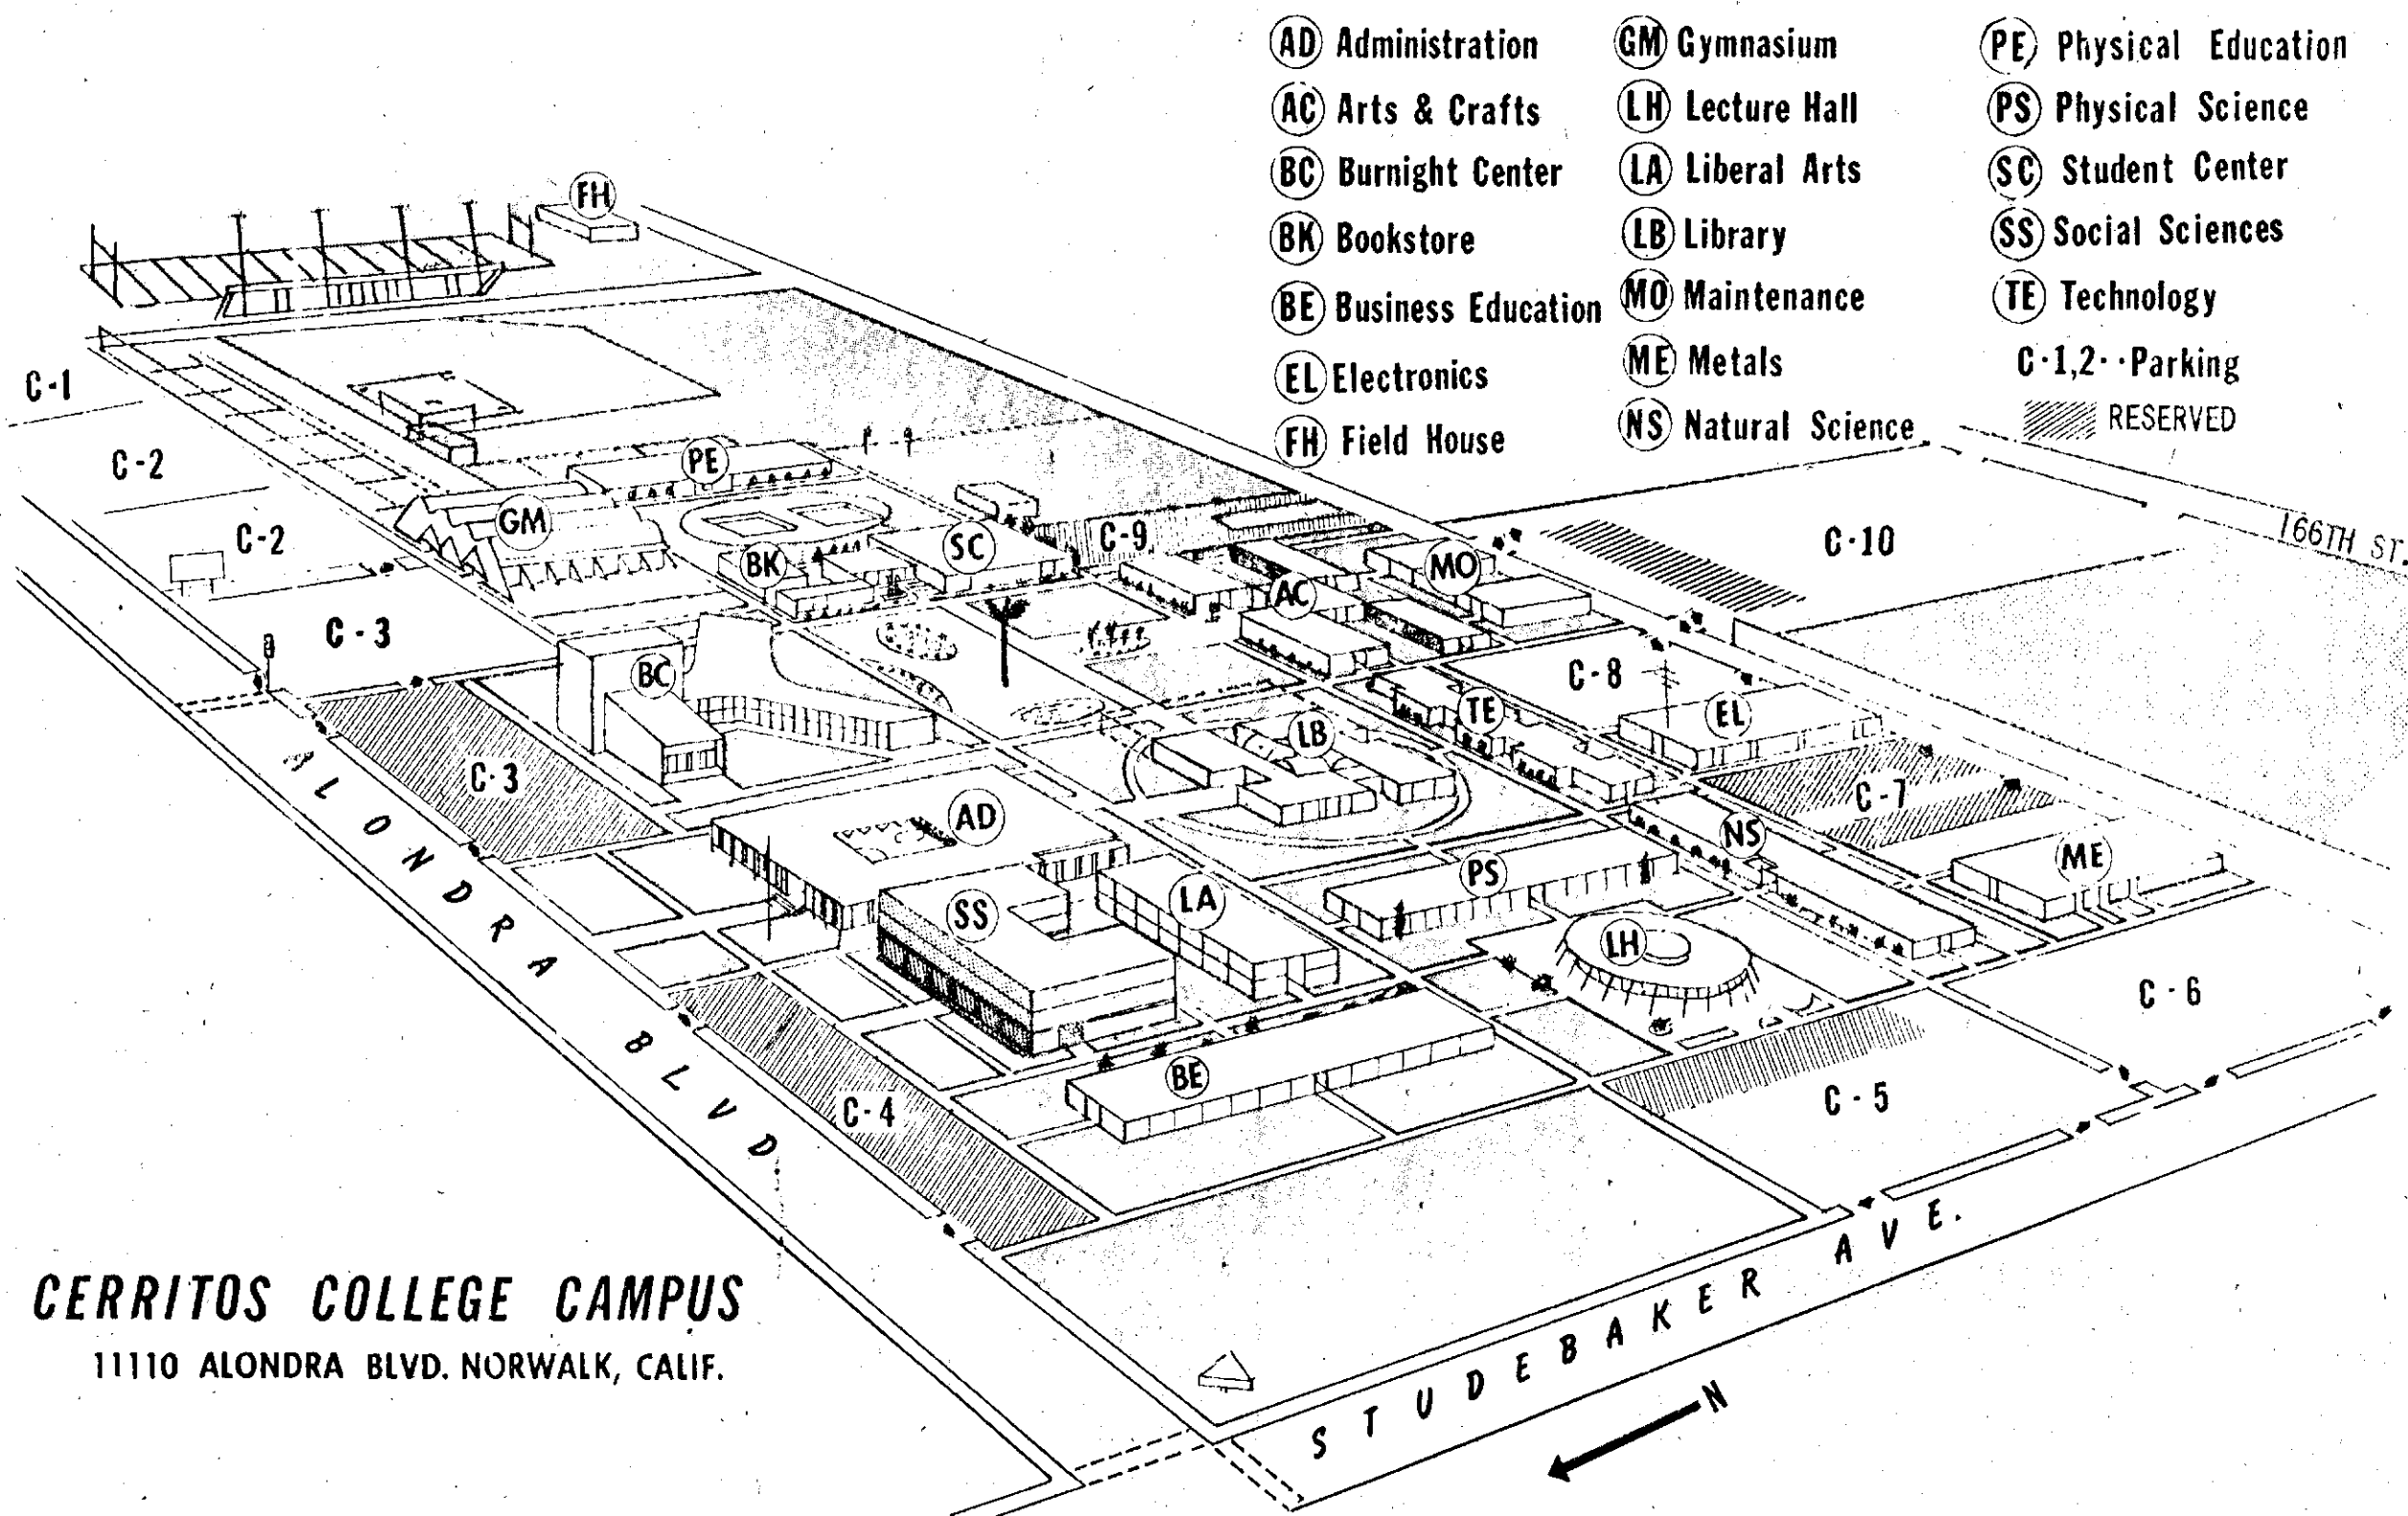 AD Administration
AC Arts & Crafts
BC Burnight Center
BK Bookstore
BE Business Education
EL Electronics
FH Field House
GM Gymnasium
LH Lecture Hall
LA Liberal Arts
LB Library
MO Maintenance
ME Metals
NS Natural Science
PE Physical Education
PS Physical Science
SC Student Center
SS Social Sciences
TE Technology
C-1,2--Parking
RESERVED
FH
C-1
C-2
PE
GM
C-2
BK
SC
C-9
MO
C-10
166TH ST.
AC
C-3
BC
C-8
TE
EL
LB
C-3
C-7
AD
NS
ME
PS
SS
LA
LH
C-6
BE
C-4
C-5
ALONDRA BLVD.
STUDEBAKER AVE.
N
CERRITOS COLLEGE CAMPUS
11110 ALONDRA BLVD. NORWALK, CALIF.